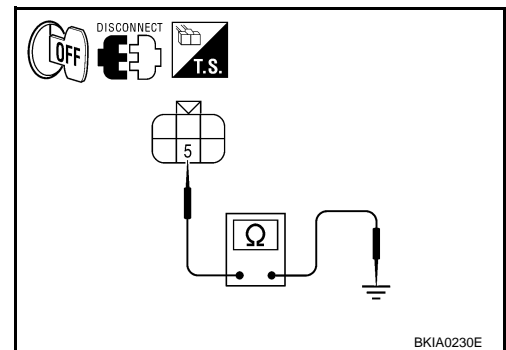 DISCONNECT
OFF
T.S.
5
Ω
BKIA0230E